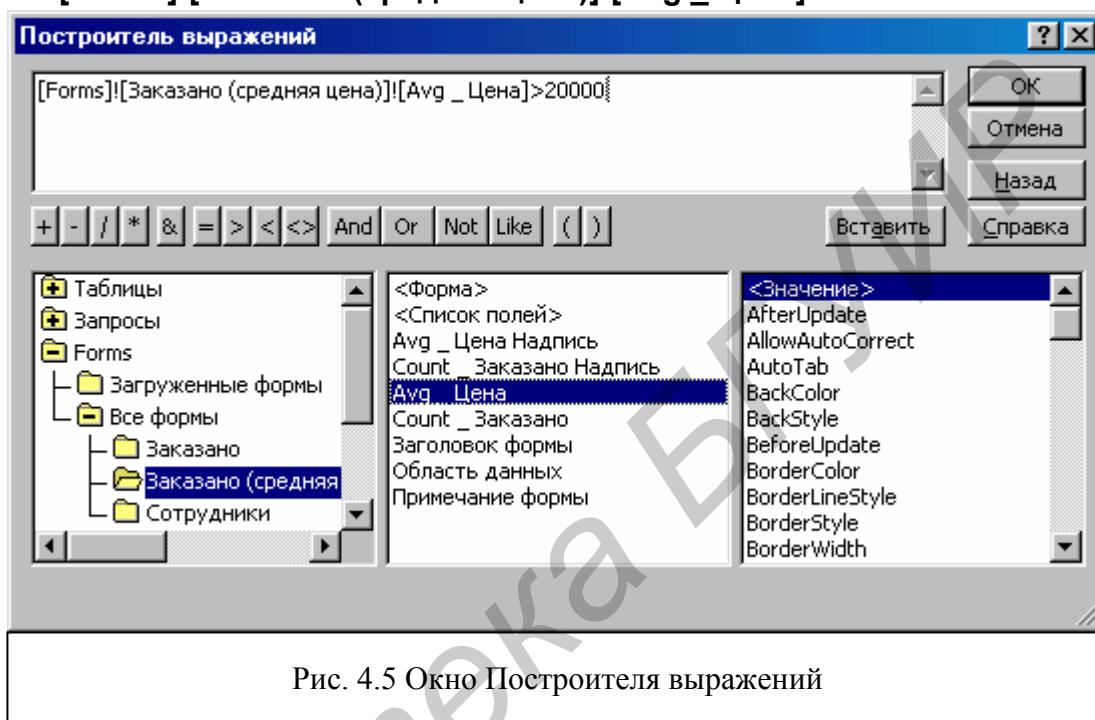 Построитель выражений
[Forms]![Заказано (средняя цена)]![Avg _ Цена]>20000
ОК
Отмена
Назад
+ - / * & = > < <> And Or Not Like ( ) Вставить Справка
Таблицы
Запросы
Forms
Загруженные формы
Все формы
Заказано
Заказано (средняя
Сотрудники
<Форма>
<Список полей>
Avg _ Цена Надпись
Count _ Заказано Надпись
Avg _ Цена
Count _ Заказано
Заголовок формы
Область данных
Примечание формы
<Значение>
AfterUpdate
AllowAutoCorrect
AutoTab
BackColor
BackStyle
BeforeUpdate
BorderColor
BorderLineStyle
BorderStyle
BorderWidth
Рис. 4.5 Окно Построителя выражений
ека БГУИР